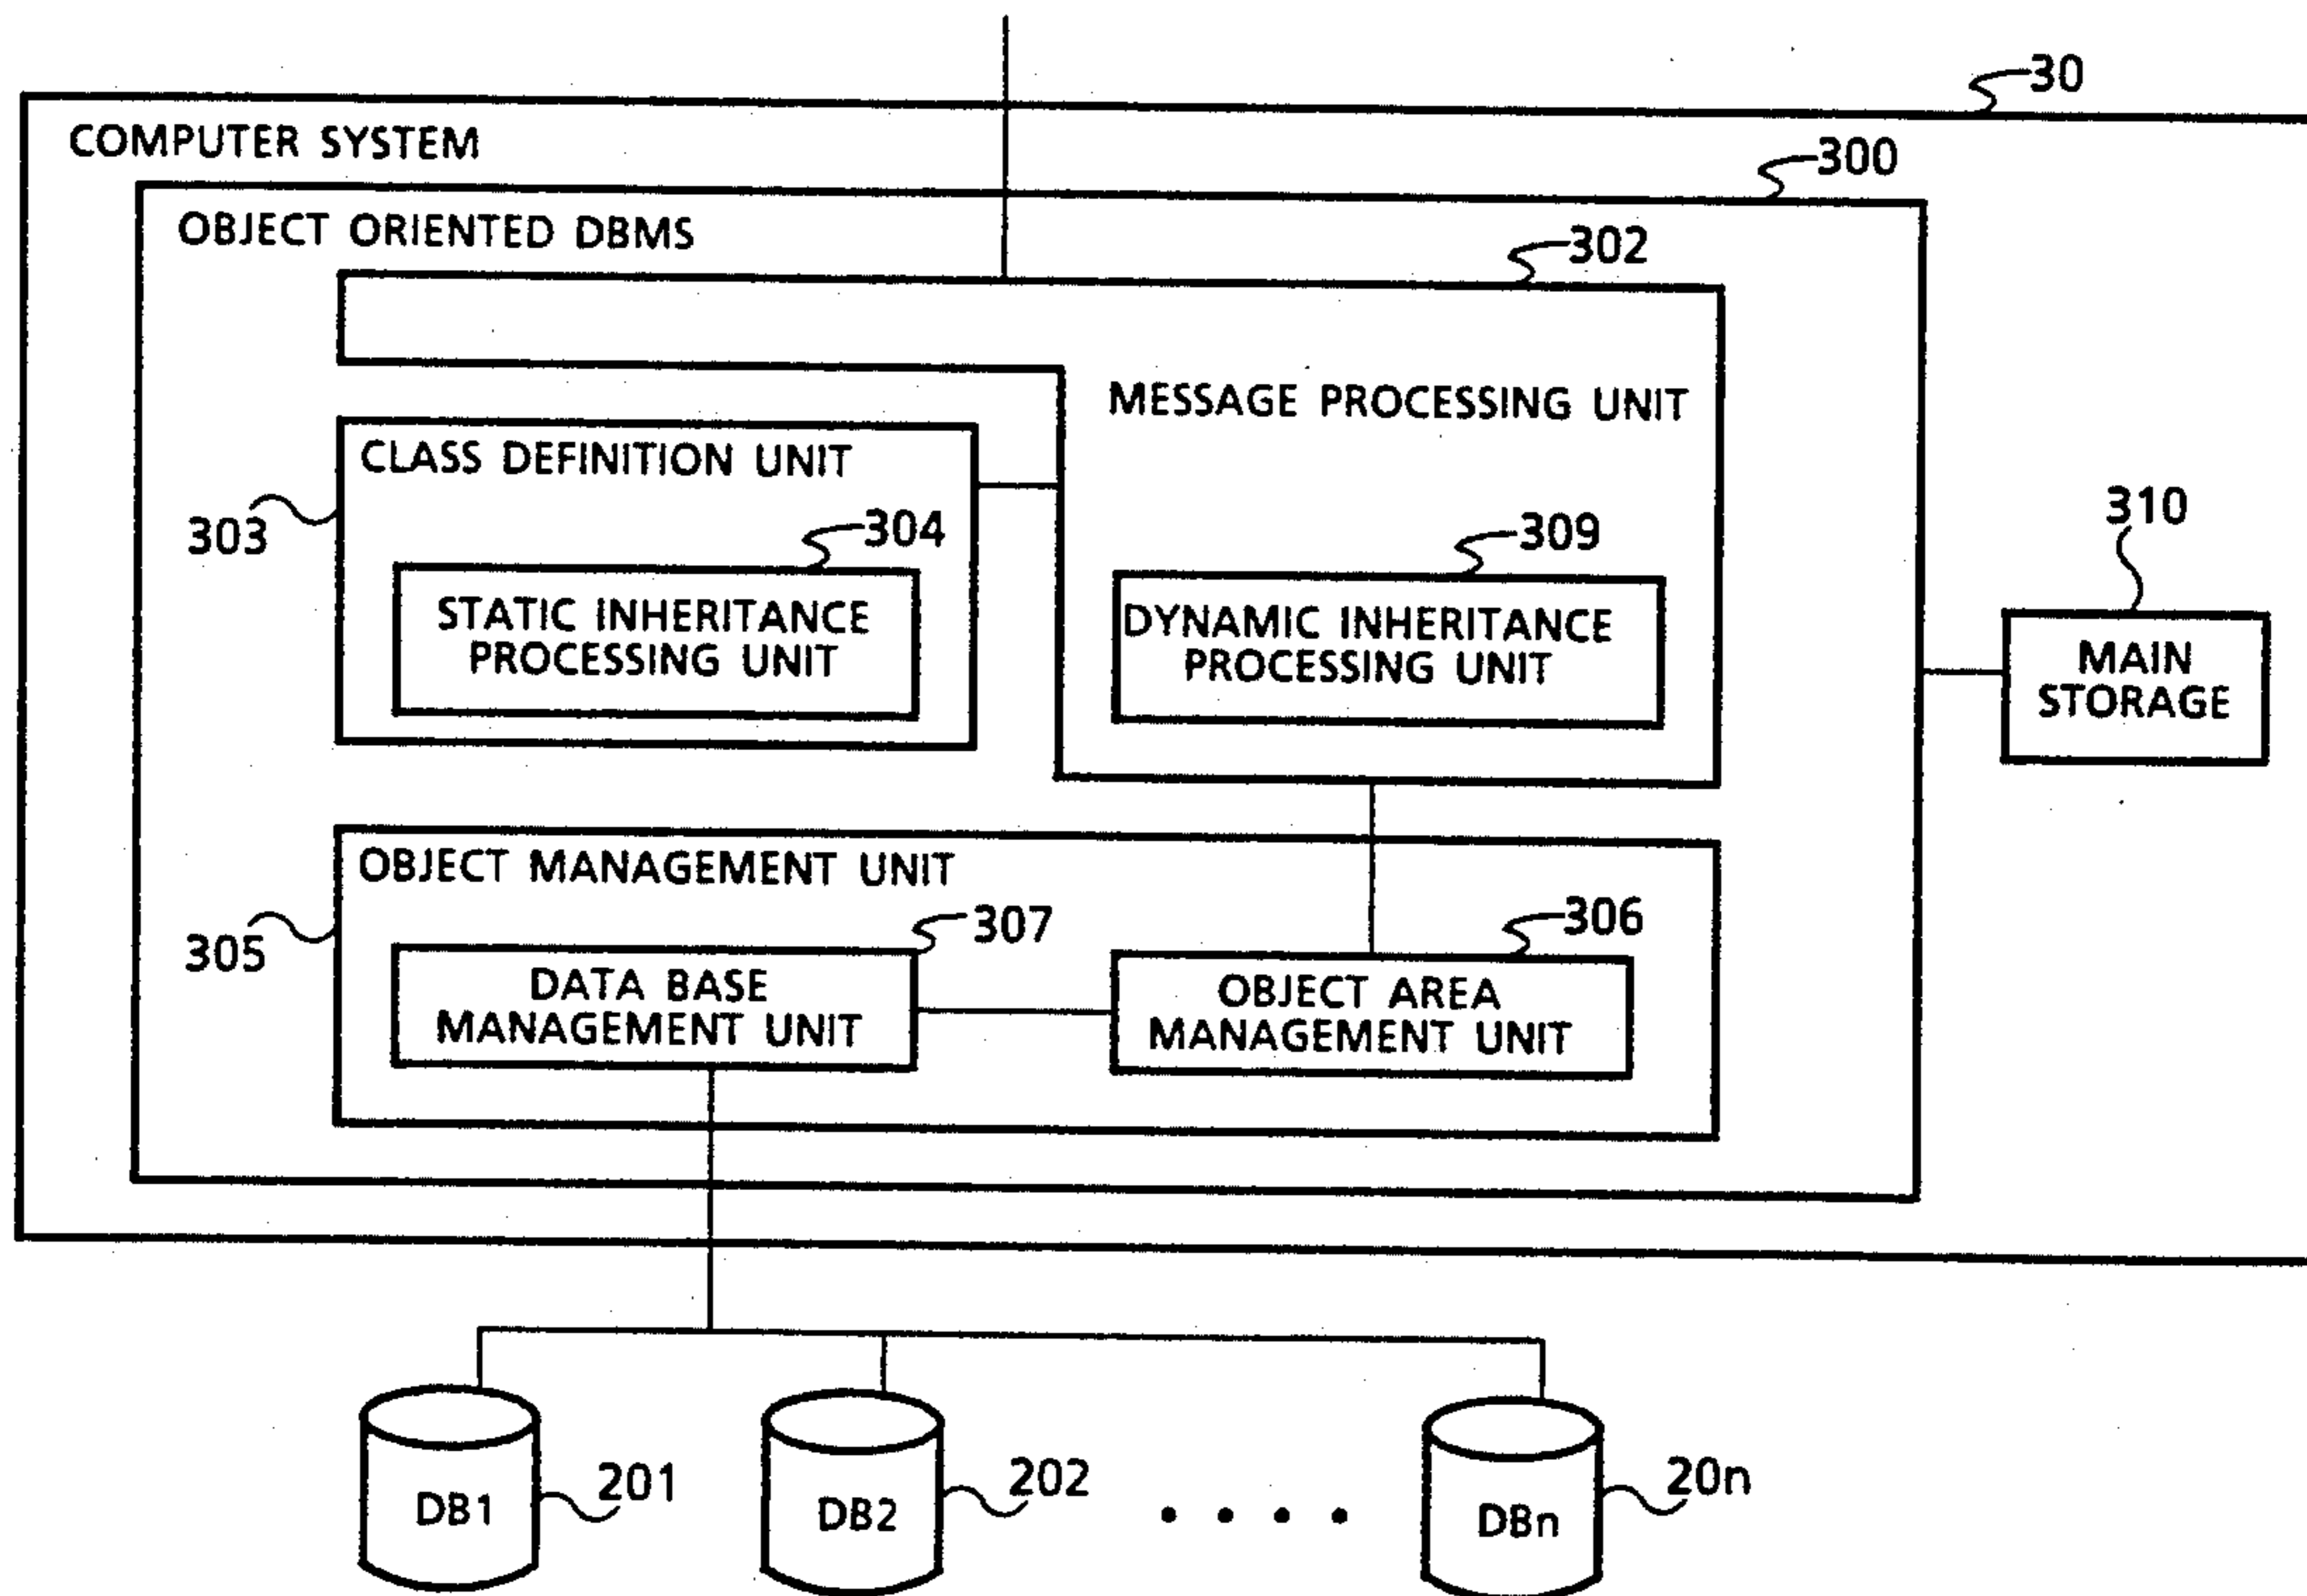 30
COMPUTER SYSTEM
300
OBJECT ORIENTED DBMS
302
MESSAGE PROCESSING UNIT
CLASS DEFINITION UNIT
303
304
STATIC INHERITANCE
PROCESSING UNIT
309
DYNAMIC INHERITANCE
PROCESSING UNIT
310
MAIN
STORAGE
OBJECT MANAGEMENT UNIT
305
307
DATA BASE
MANAGEMENT UNIT
306
OBJECT AREA
MANAGEMENT UNIT
DB1
201
DB2
202
. . . .
DBn
20n